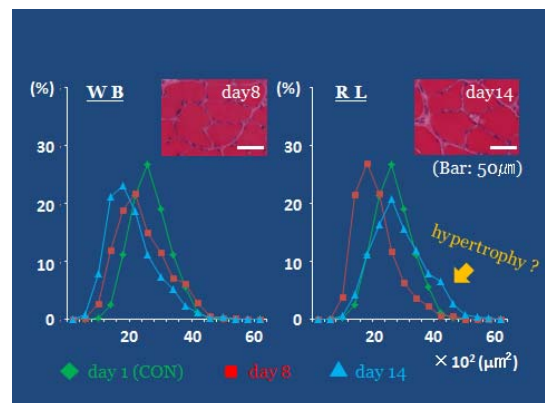 (%)
W B
day8
30
20
10
0
20
40
60
(%)
R L
day14
(Bar: 50㎛)
30
20
10
0
hypertrophy ?
20
40
60
×10² (μm²)
day 1 (CON)
day 8
day 14